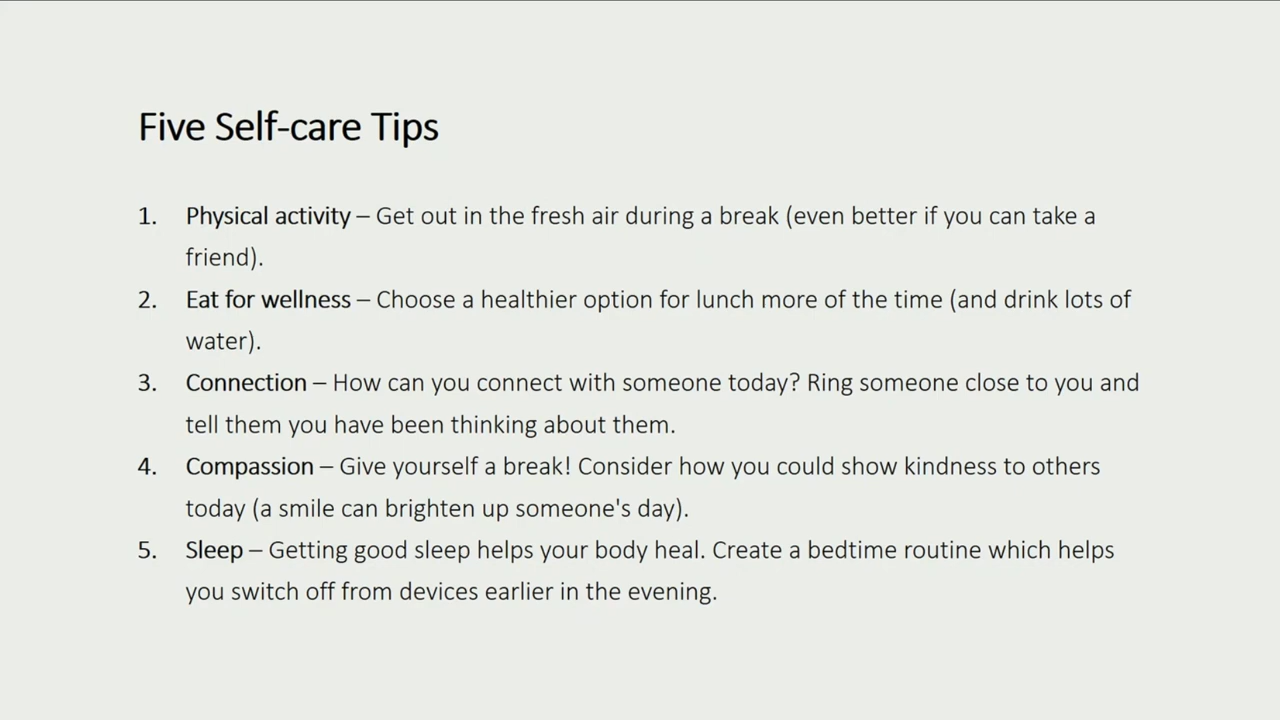 Five Self-care Tips
1. Physical activity – Get out in the fresh air during a break (even better if you can take a
friend).
2. Eat for wellness – Choose a healthier option for lunch more of the time (and drink lots of
water).
3. Connection – How can you connect with someone today? Ring someone close to you and
tell them you have been thinking about them.
4. Compassion – Give yourself a break! Consider how you could show kindness to others
today (a smile can brighten up someone's day).
5. Sleep – Getting good sleep helps your body heal. Create a bedtime routine which helps
you switch off from devices earlier in the evening.